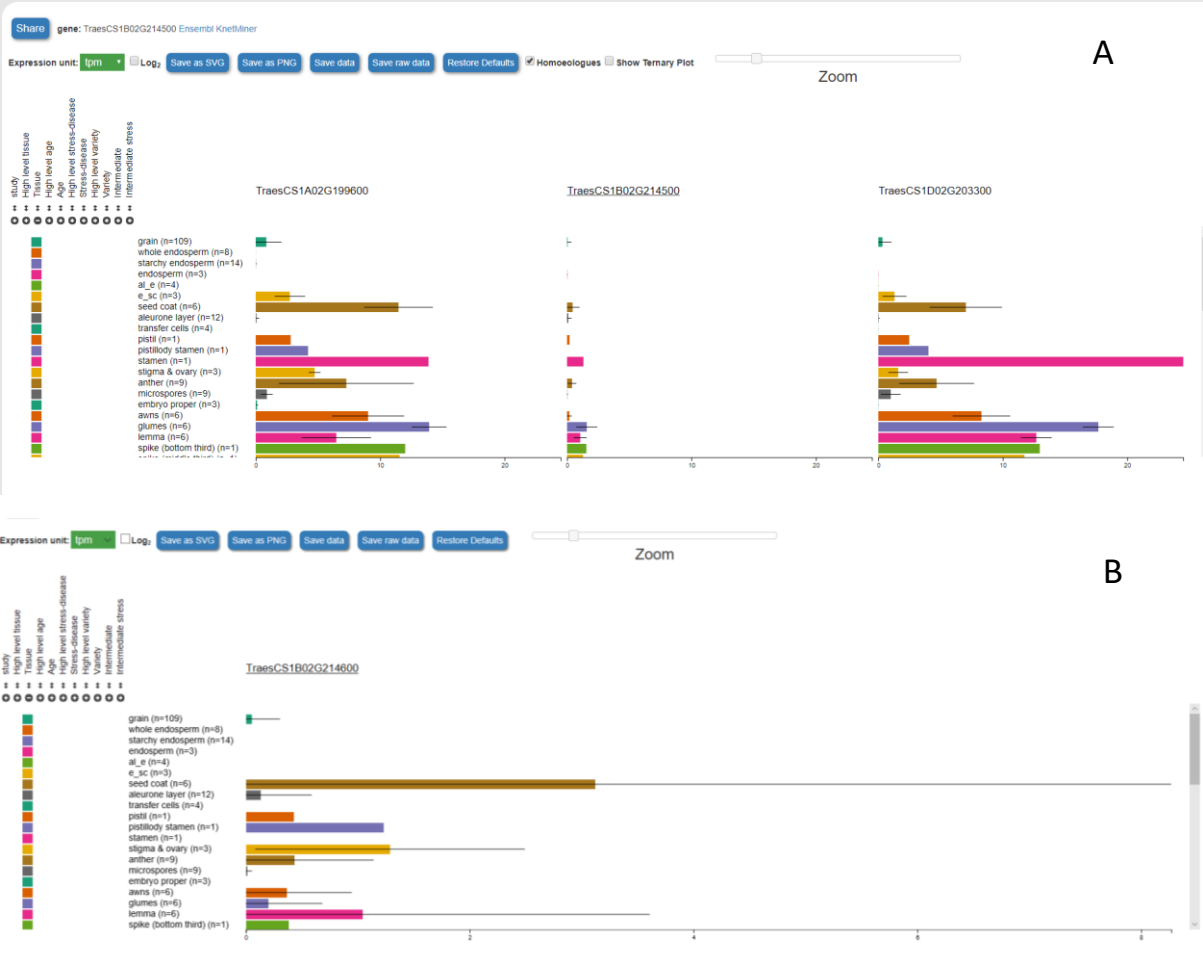 Share gene: TraesCS1B02G214500 Ensembl KnetMiner
A
Expression unit: tpm Log2 Save as SVG Save as PNG Save data Save raw data Restore Defaults Homoeologues Show Ternary Plot
Zoom
study
High level tissue
Tissue
High level age
Age
High level stress-disease
Stress-disease
High level variety
Variety
Intermediate
Intermediate stress
TraesCS1A02G199600 TraesCS1B02G214500 TraesCS1D02G203300
grain (n=109)
whole endosperm (n=8)
starchy endosperm (n=14)
endosperm (n=3)
al_e (n=4)
e_sc (n=3)
seed coat (n=6)
aleurone layer (n=12)
transfer cells (n=4)
pistil (n=1)
pistillody stamen (n=1)
stamen (n=1)
stigma & ovary (n=3)
anther (n=9)
microspores (n=9)
embryo proper (n=3)
awns (n=6)
glumes (n=6)
lemma (n=6)
spike (bottom third) (n=1)
0 10 20 0 10 20 0 10 20
Expression unit: tpm Log2 Save as SVG Save as PNG Save data Save raw data Restore Defaults
Zoom
B
study
High level tissue
Tissue
High level age
Age
High level stress-disease
Stress-disease
High level variety
Variety
Intermediate
Intermediate stress
TraesCS1B02G214600
grain (n=109)
whole endosperm (n=8)
starchy endosperm (n=14)
endosperm (n=3)
al_e (n=4)
e_sc (n=3)
seed coat (n=6)
aleurone layer (n=12)
transfer cells (n=4)
pistil (n=1)
pistillody stamen (n=1)
stamen (n=1)
stigma & ovary (n=3)
anther (n=9)
microspores (n=9)
embryo proper (n=3)
awns (n=6)
glumes (n=6)
lemma (n=6)
spike (bottom third) (n=1)
0 2 4 6 8